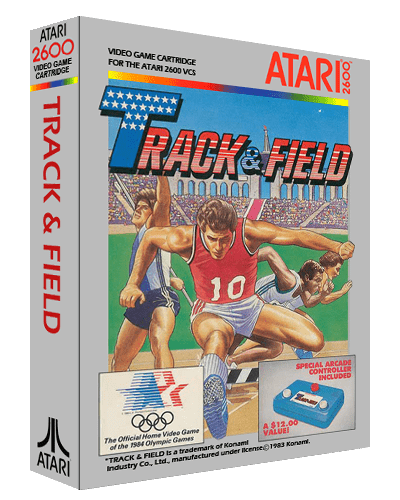 ATARI
2600
VIDEO GAME
CARTRIDGE
TRACK & FIELD
ATARI
VIDEO GAME CARTRIDGE
FOR THE ATARI 2600 VCS
ATARI
2600
TRACK & FIELD
10
The Official Home Video Game
of the 1984 Olympic Games
SPECIAL ARCADE
CONTROLLER
INCLUDED
A $12.00
VALUE!
*TRACK & FIELD is a trademark of Konami
Industry Co., Ltd., manufactured under license ©1983 Konami.